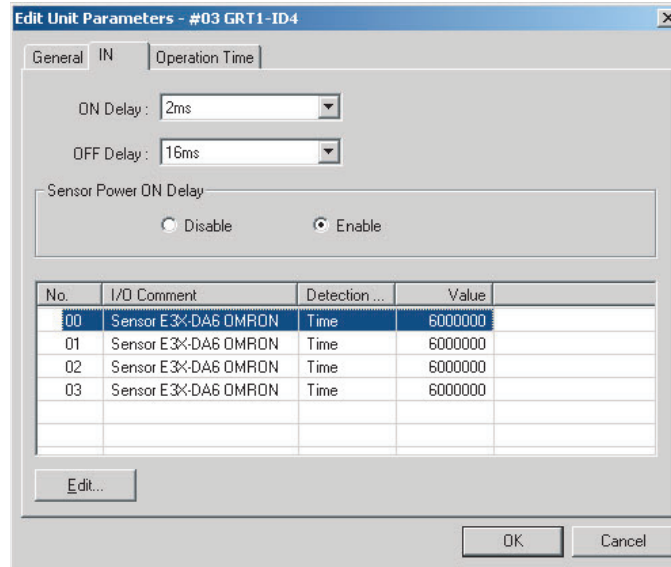 Edit Unit Parameters - #03 GRT1-ID4
General IN Operation Time
ON Delay : 2ms
OFF Delay : 16ms
Sensor Power ON Delay
Disable Enable
No. I/O Comment Detection ... Value
00 Sensor E3X-DA6 OMRON Time 6000000
01 Sensor E3X-DA6 OMRON Time 6000000
02 Sensor E3X-DA6 OMRON Time 6000000
03 Sensor E3X-DA6 OMRON Time 6000000
Edit...
OK Cancel